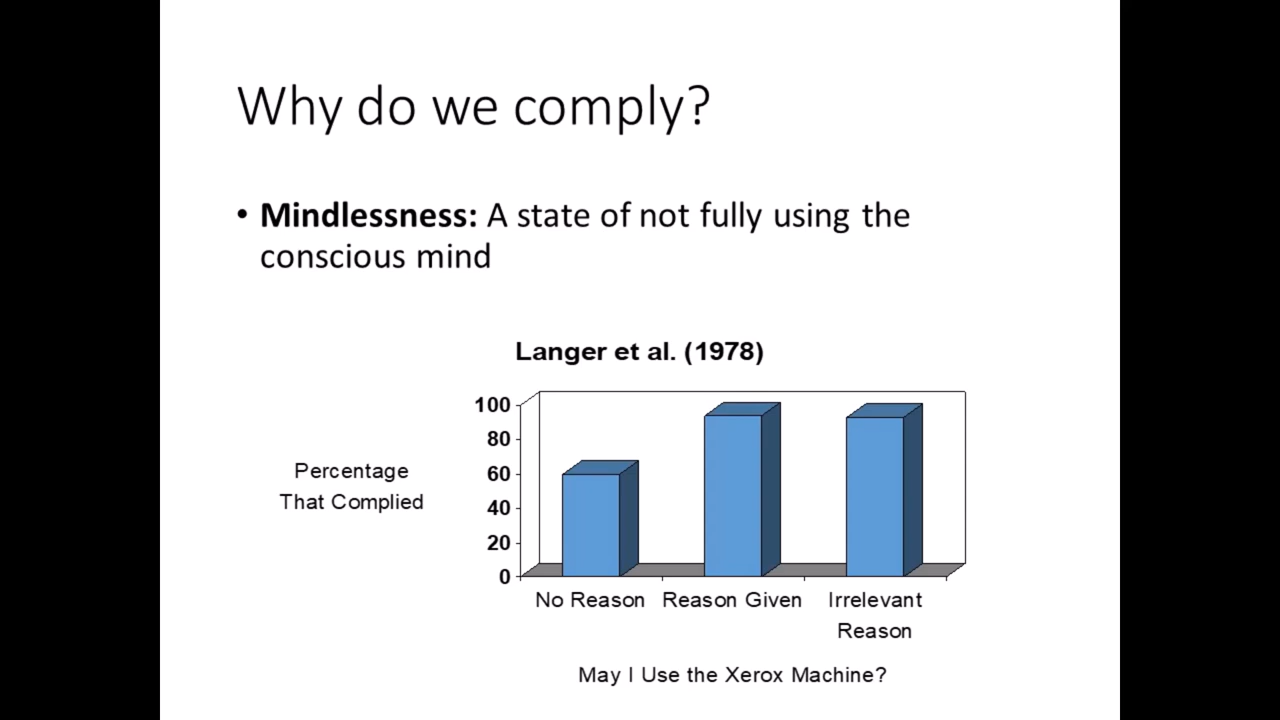 Why do we comply?
• Mindlessness: A state of not fully using the
conscious mind
Langer et al. (1978)
100
80
60
40
20
0
Percentage
That Complied
No Reason Reason Given Irrelevant
Reason
May I Use the Xerox Machine?